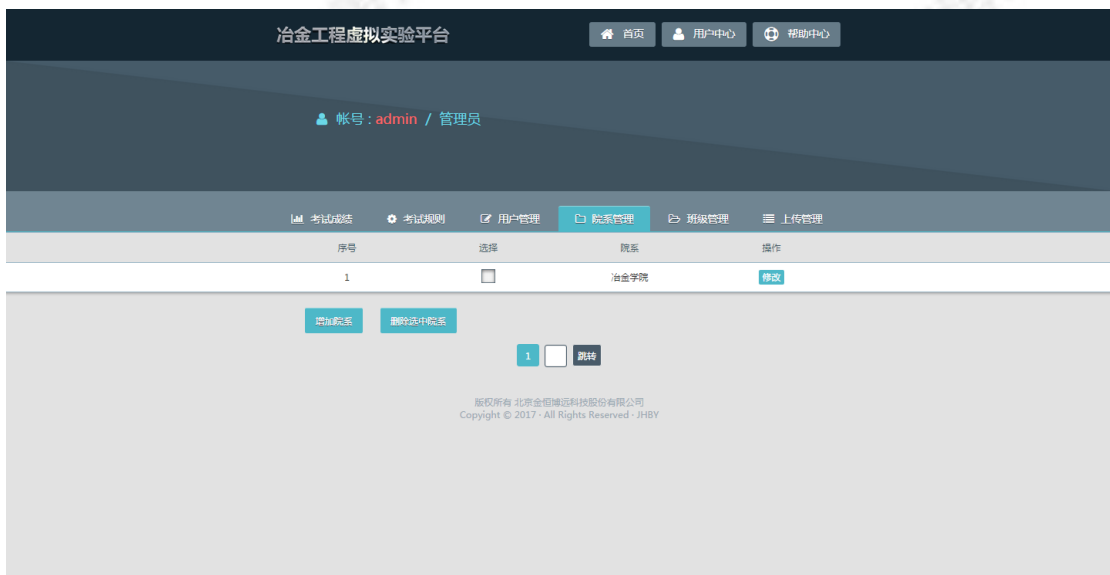 冶金工程虚拟实验平台 首页 用户中心 帮助中心
帐号 : admin / 管理员
考试成绩 考试规则 用户管理 院系管理 班级管理 上传管理
序号 选择 院系 操作
1 冶金学院 修改
增加院系 删除选中院系
1 跳转
版权所有 北京金恒博远科技股份有限公司
Copyight © 2017 · All Rights Reserved · JHBY